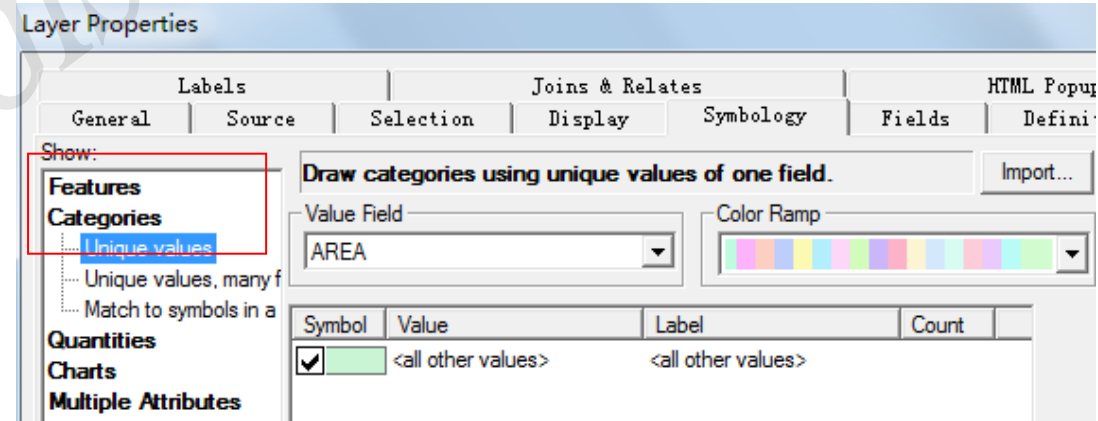 Layer Properties
Labels Joins & Relates HTML Popup
General Source Selection Display Symbology Fields Defini
Show:
Features
Categories
Unique values
Unique values, many f
Match to symbols in a
Quantities
Charts
Multiple Attributes
Draw categories using unique values of one field.
Import...
Value Field
AREA
Color Ramp
Symbol Value Label Count
<all other values> <all other values>